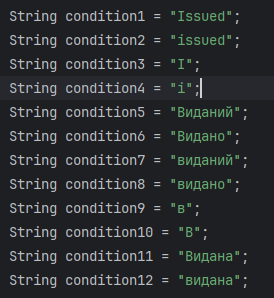 String condition1 = "Issued";
String condition2 = "issued";
String condition3 = "I";
String condition4 = "i";
String condition5 = "Виданий";
String condition6 = "Видано";
String condition7 = "виданий";
String condition8 = "видано";
String condition9 = "в";
String condition10 = "В";
String condition11 = "Видана";
String condition12 = "видана";